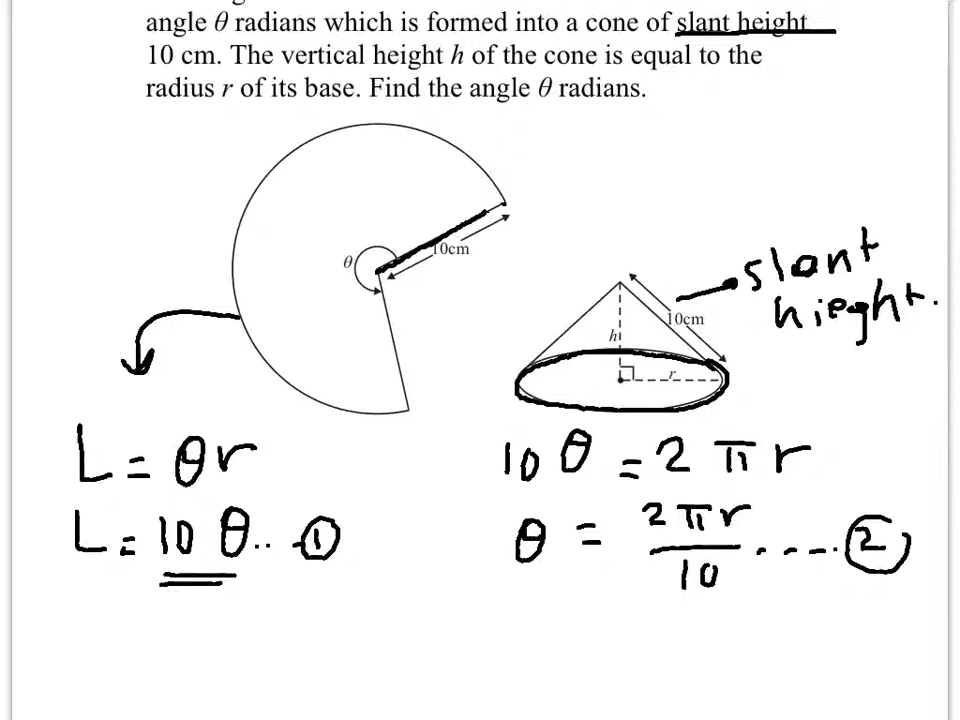 angle θ radians which is formed into a cone of slant height
10 cm. The vertical height h of the cone is equal to the
radius r of its base. Find the angle θ radians.
θ
10cm
slant
hieght.
10cm
h
r
L = θr
L = 10 θ .. ①
10 θ = 2 π r
θ = 2πr/10 ---- ②